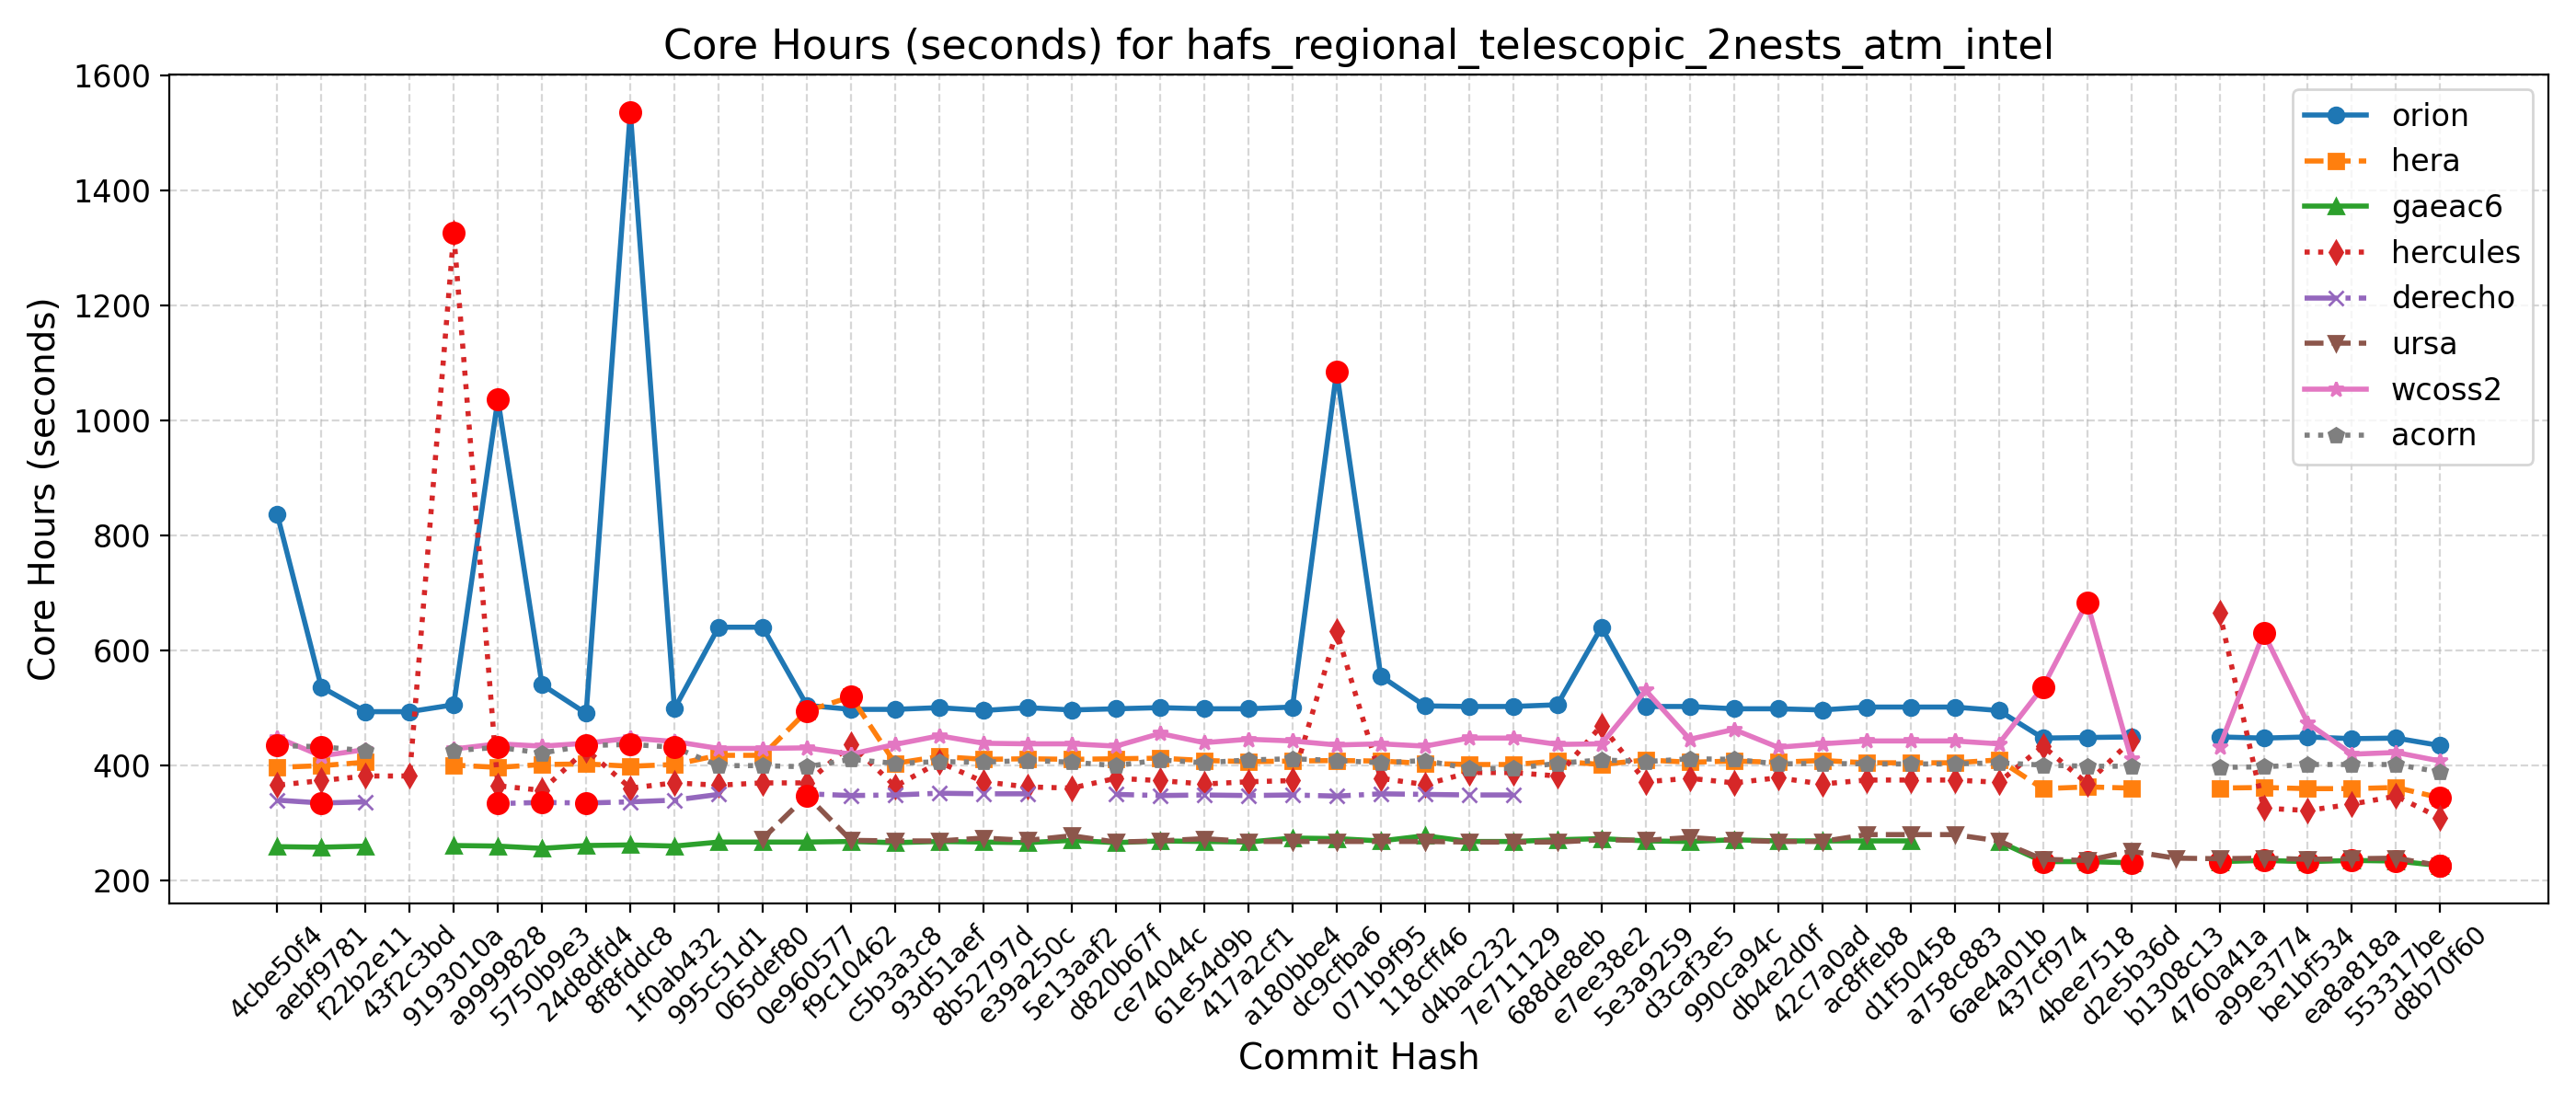 Core Hours (seconds) for hafs_regional_telescopic_2nests_atm_intel
Core Hours (seconds)
1600
1400
1200
1000
800
600
400
200
orion
hera
gaeac6
hercules
derecho
ursa
wcoss2
acorn
4cbe50f4
aebf9781
f22b2e11
43f2c3bd
9193010a
a9999828
5750b9e3
24d8dfd4
8f8fddc8
1f0ab432
995c51d1
065def80
0e960577
f9c10462
c5b3a3c8
93d51aef
8b52797d
e39a250c
5e13aaf2
d820b67f
ce74044c
61e54d9b
417a2cf1
a180bbe4
dc9cfba6
071b9f95
118cff46
d4bac232
7e711129
688de8eb
e7ee38e2
5e3a9259
d3caf3e5
990ca94c
db4e2d0f
42c7a0ad
ac8ffeb8
d1f50458
a758c883
6ae4a01b
437cf974
4bee7518
d2e5b36d
b1308c13
4760a41a
a99e3774
be1bf534
ea8a818a
553317be
d8b70f60
Commit Hash